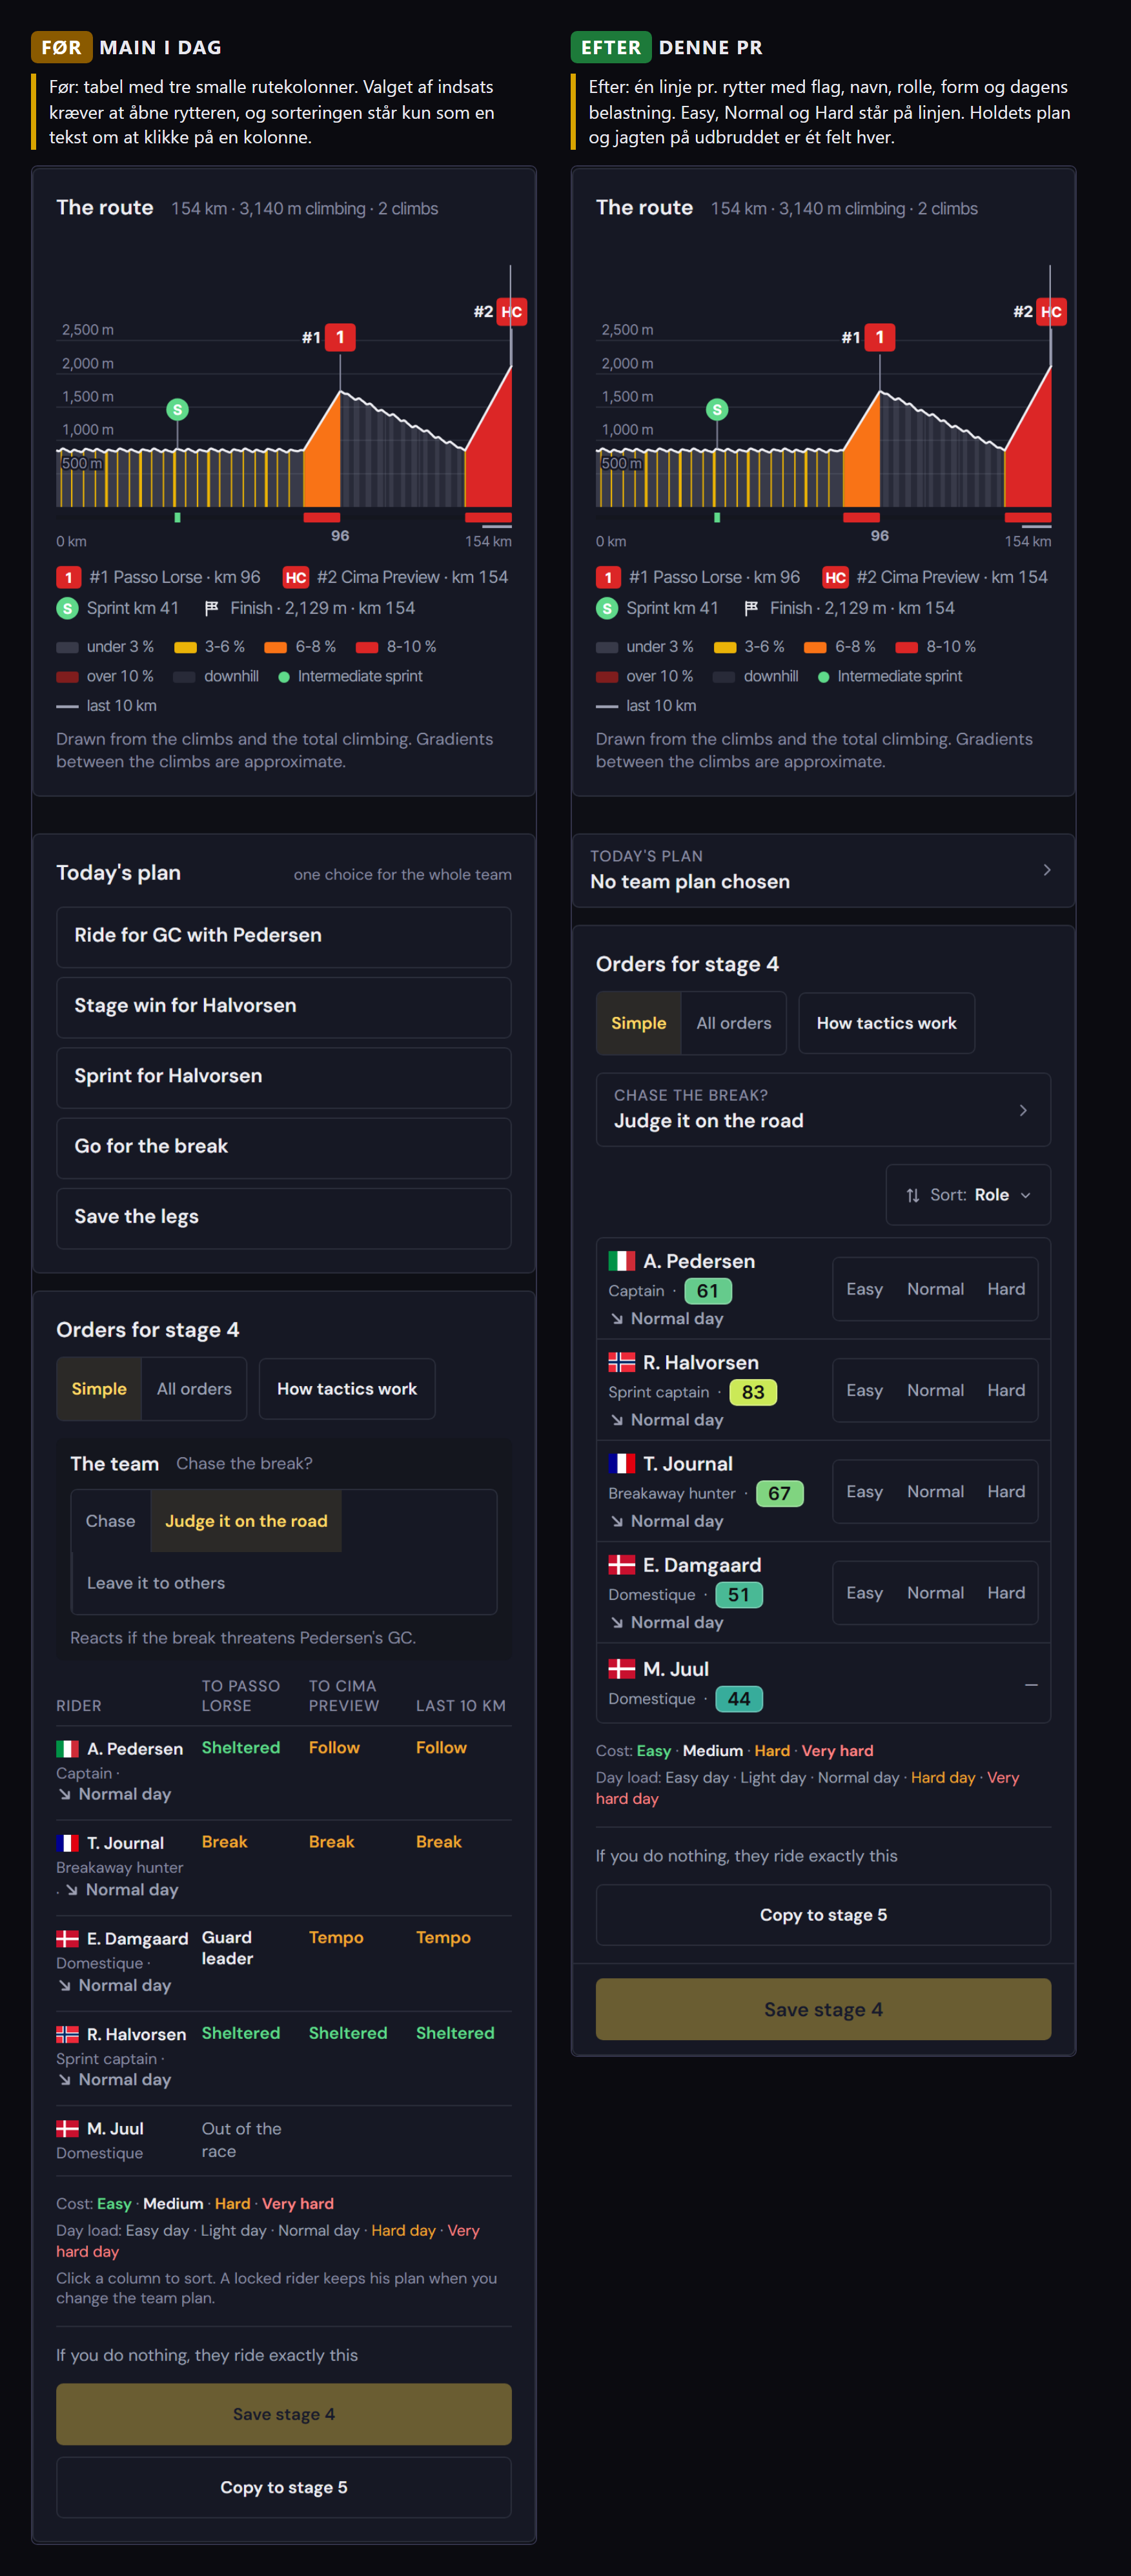 FØR MAIN I DAG
Før: tabel med tre smalle rutekolonner. Valget af indsats
kræver at åbne rytteren, og sorteringen står kun som en
tekst om at klikke på en kolonne.
The route 154 km · 3,140 m climbing · 2 climbs
#2 HC
#1 1
2,500 m
2,000 m
1,500 m
S
1,000 m
500 m
96
0 km 154 km
1 #1 Passo Lorse · km 96 HC #2 Cima Preview · km 154
S Sprint km 41 Finish · 2,129 m · km 154
under 3 % 3-6 % 6-8 % 8-10 %
over 10 % downhill Intermediate sprint
last 10 km
Drawn from the climbs and the total climbing. Gradients
between the climbs are approximate.
Today's plan one choice for the whole team
Ride for GC with Pedersen
Stage win for Halvorsen
Sprint for Halvorsen
Go for the break
Save the legs
Orders for stage 4
Simple All orders How tactics work
The team Chase the break?
Chase Judge it on the road
Leave it to others
Reacts if the break threatens Pedersen's GC.
RIDER TO PASSO LORSE TO CIMA PREVIEW LAST 10 KM
A. Pedersen Sheltered Follow Follow
Captain ·
↘ Normal day
T. Journal Break Break Break
Breakaway hunter
· ↘ Normal day
E. Damgaard Guard leader Tempo Tempo
Domestique ·
↘ Normal day
R. Halvorsen Sheltered Sheltered Sheltered
Sprint captain ·
↘ Normal day
M. Juul Out of the race
Domestique
Cost: Easy · Medium · Hard · Very hard
Day load: Easy day · Light day · Normal day · Hard day · Very
hard day
Click a column to sort. A locked rider keeps his plan when you
change the team plan.
If you do nothing, they ride exactly this
Save stage 4
Copy to stage 5
EFTER DENNE PR
Efter: én linje pr. rytter med flag, navn, rolle, form og dagens
belastning. Easy, Normal og Hard står på linjen. Holdets plan
og jagten på udbruddet er ét felt hver.
The route 154 km · 3,140 m climbing · 2 climbs
#2 HC
#1 1
2,500 m
2,000 m
1,500 m
S
1,000 m
500 m
96
0 km 154 km
1 #1 Passo Lorse · km 96 HC #2 Cima Preview · km 154
S Sprint km 41 Finish · 2,129 m · km 154
under 3 % 3-6 % 6-8 % 8-10 %
over 10 % downhill Intermediate sprint
last 10 km
Drawn from the climbs and the total climbing. Gradients
between the climbs are approximate.
TODAY'S PLAN
No team plan chosen
Orders for stage 4
Simple All orders How tactics work
CHASE THE BREAK?
Judge it on the road
Sort: Role
A. Pedersen
Captain · 61 Easy Normal Hard
↘ Normal day
R. Halvorsen
Sprint captain · 83 Easy Normal Hard
↘ Normal day
T. Journal
Breakaway hunter · 67 Easy Normal Hard
↘ Normal day
E. Damgaard
Domestique · 51 Easy Normal Hard
↘ Normal day
M. Juul
Domestique · 44 —
Cost: Easy · Medium · Hard · Very hard
Day load: Easy day · Light day · Normal day · Hard day · Very
hard day
If you do nothing, they ride exactly this
Copy to stage 5
Save stage 4